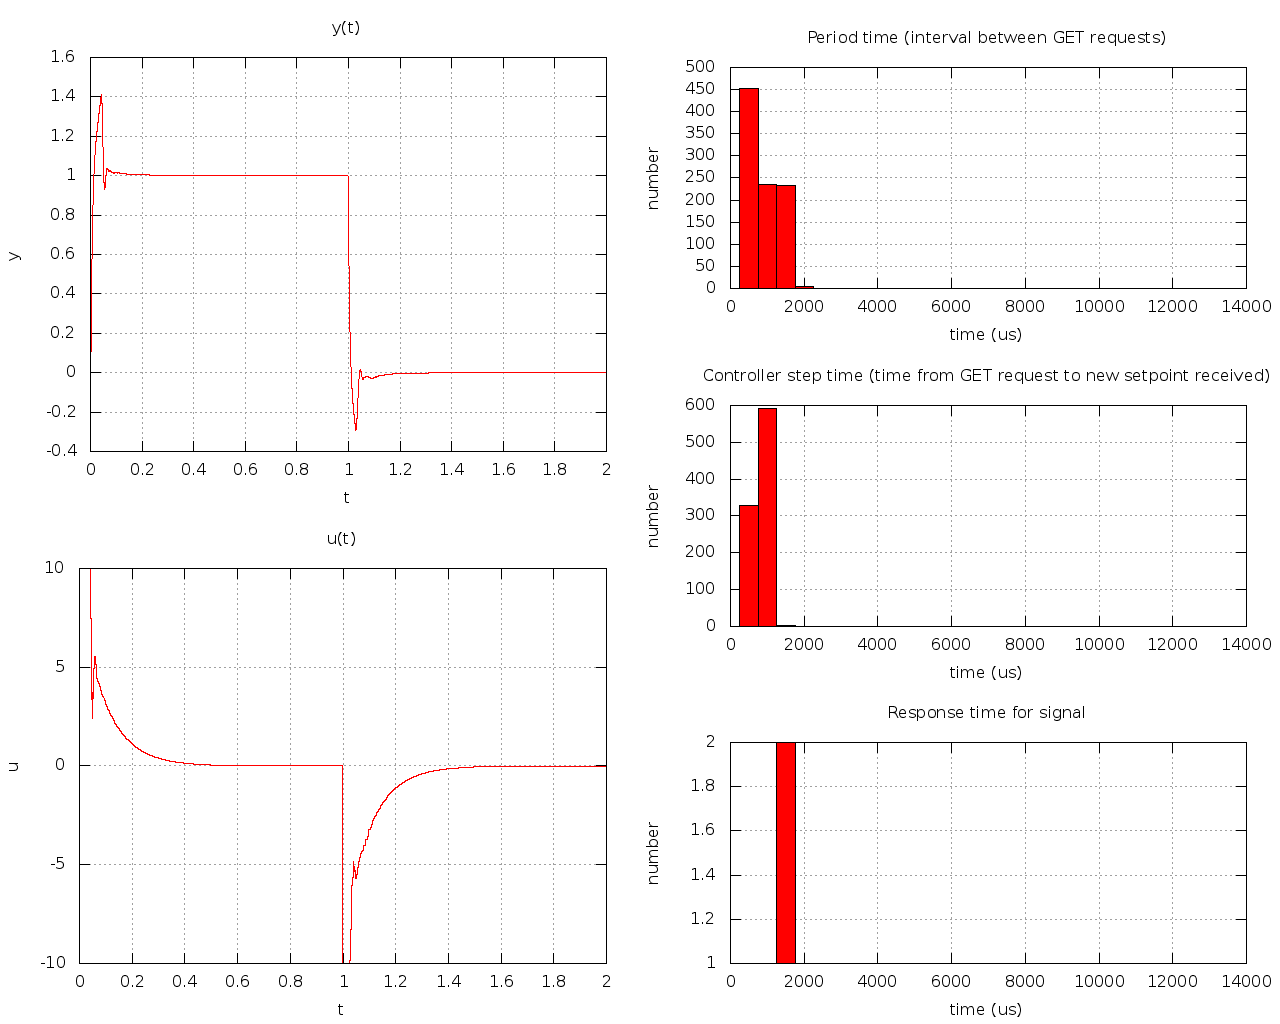 y(t)
1.6
1.4
1.2
1
0.8
0.6
0.4
0.2
0
-0.2
-0.4
y
0 0.2 0.4 0.6 0.8 1 1.2 1.4 1.6 1.8 2
t
u(t)
10
5
0
-5
-10
u
0 0.2 0.4 0.6 0.8 1 1.2 1.4 1.6 1.8 2
t
Period time (interval between GET requests)
500
450
400
350
300
250
200
150
100
50
0
number
0 2000 4000 6000 8000 10000 12000 14000
time (us)
Controller step time (time from GET request to new setpoint received)
600
500
400
300
200
100
0
number
0 2000 4000 6000 8000 10000 12000 14000
time (us)
Response time for signal
2
1.8
1.6
1.4
1.2
1
number
0 2000 4000 6000 8000 10000 12000 14000
time (us)